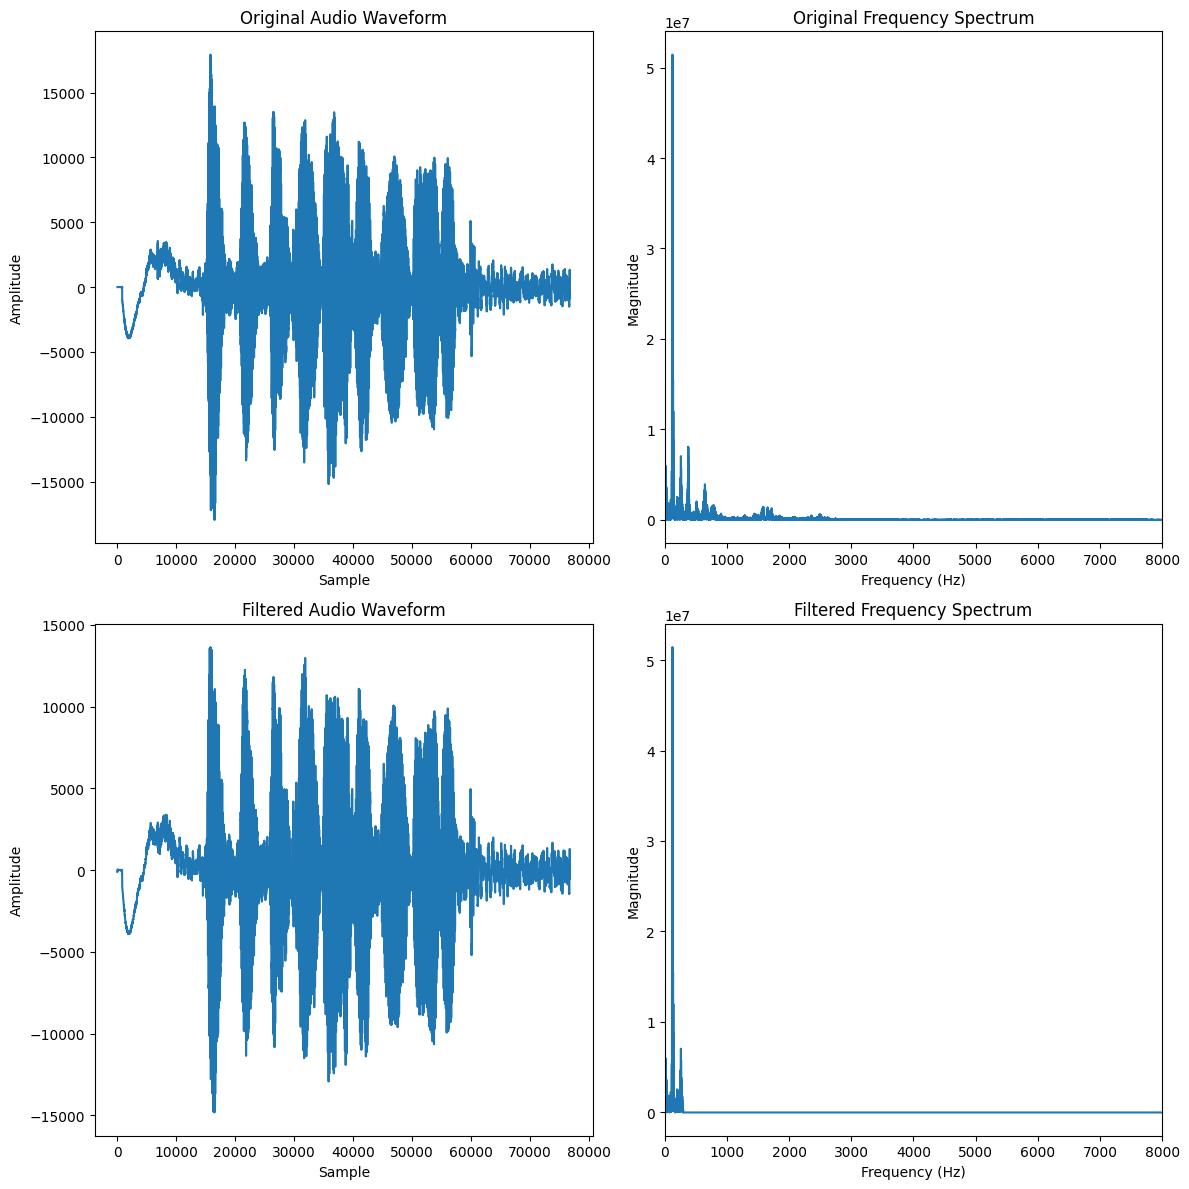 Original Audio Waveform
15000
10000
5000
0
−5000
−10000
−15000
Amplitude
0 10000 20000 30000 40000 50000 60000 70000 80000
Sample
Original Frequency Spectrum
1e7
5
4
3
2
1
0
Magnitude
0 1000 2000 3000 4000 5000 6000 7000 8000
Frequency (Hz)
Filtered Audio Waveform
15000
10000
5000
0
−5000
−10000
−15000
Amplitude
0 10000 20000 30000 40000 50000 60000 70000 80000
Sample
Filtered Frequency Spectrum
1e7
5
4
3
2
1
0
Magnitude
0 1000 2000 3000 4000 5000 6000 7000 8000
Frequency (Hz)